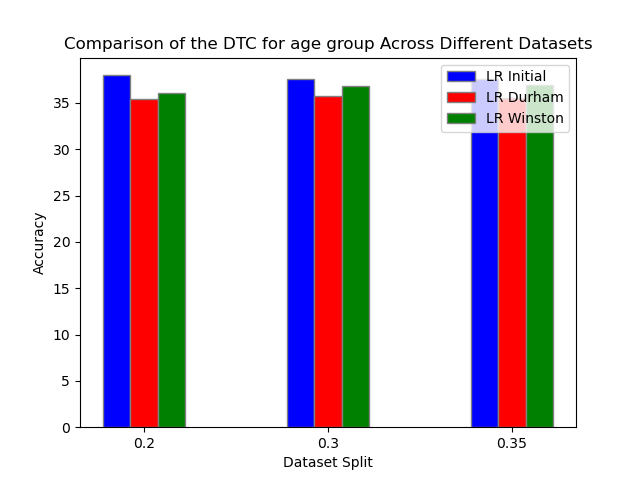 Comparison of the DTC for age group Across Different Datasets
LR Initial
LR Durham
LR Winston
35
30
25
20
15
10
5
0
Accuracy
0.2
0.3
0.35
Dataset Split